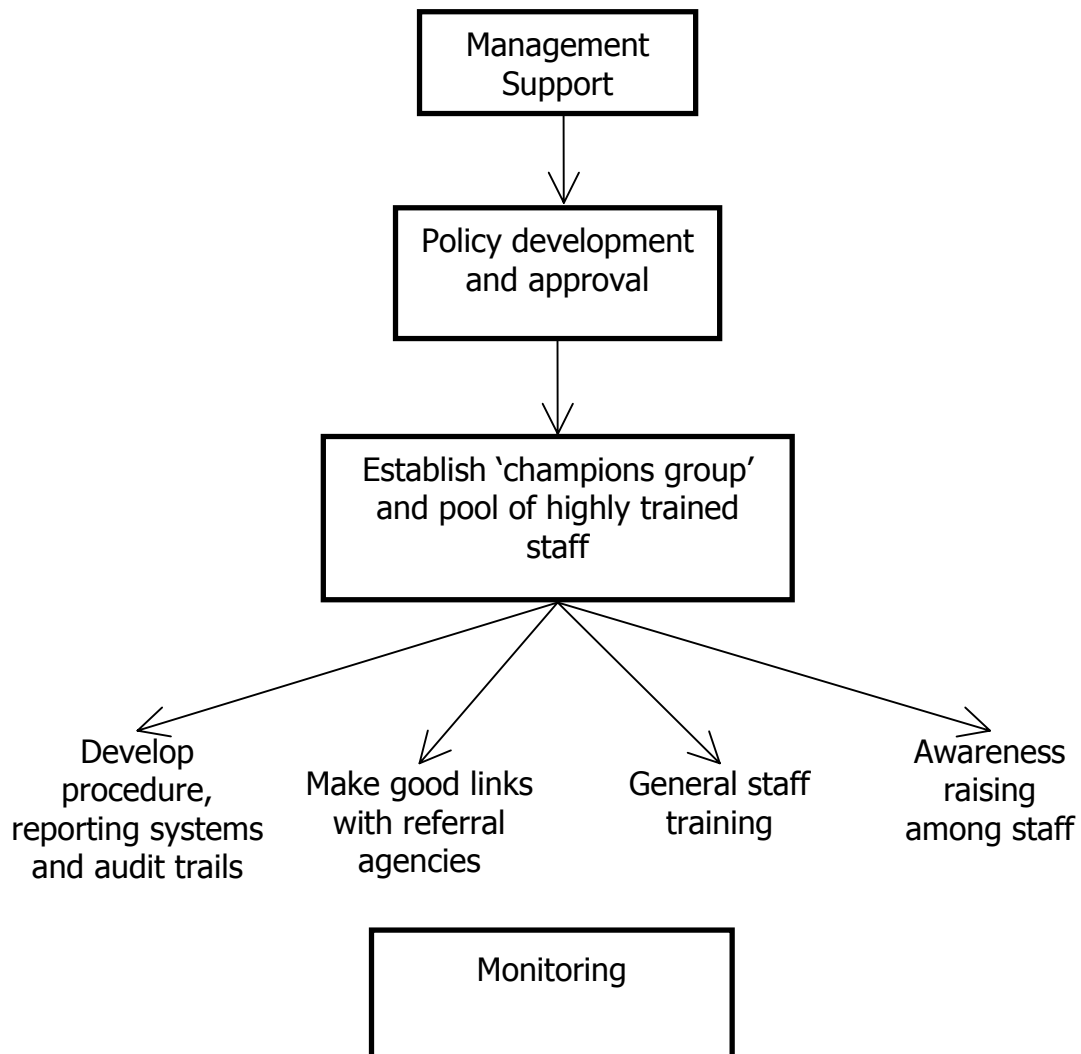 Management
Support
Policy development
and approval
Establish ‘champions group’
and pool of highly trained
staff
Develop
procedure,
reporting systems
and audit trails
Make good links
with referral
agencies
General staff
training
Awareness
raising
among staff
Monitoring